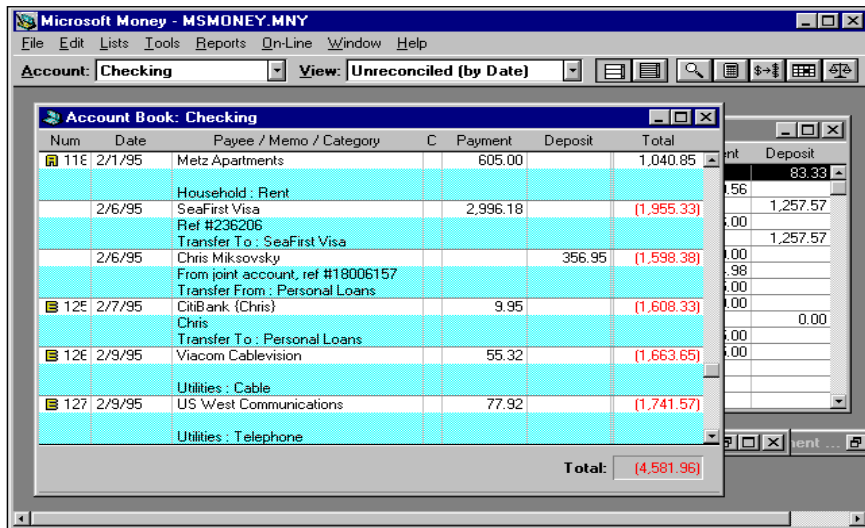 Microsoft Money - MSMONEY.MNY
File Edit Lists Tools Reports On-Line Window Help
Account: Checking View: Unreconciled (by Date)
Account Book: Checking
Num Date Payee / Memo / Category C Payment Deposit Total
118 2/1/95 Metz Apartments 605.00 1,040.85
Household : Rent
2/6/95 SeaFirst Visa 2,996.18 (1,955.33)
Ref #236206
Transfer To : SeaFirst Visa
2/6/95 Chris Miksovsky 356.95 (1,598.38)
From joint account, ref #18006157
Transfer From : Personal Loans
125 2/7/95 CitiBank {Chris} 9.95 (1,608.33)
Chris
Transfer To : Personal Loans
126 2/9/95 Viacom Cablevision 55.32 (1,663.65)
Utilities : Cable
127 2/9/95 US West Communications 77.92 (1,741.57)
Utilities : Telephone
Total: (4,581.96)
Deposit
83.33
1,257.57
1,257.57
0.00